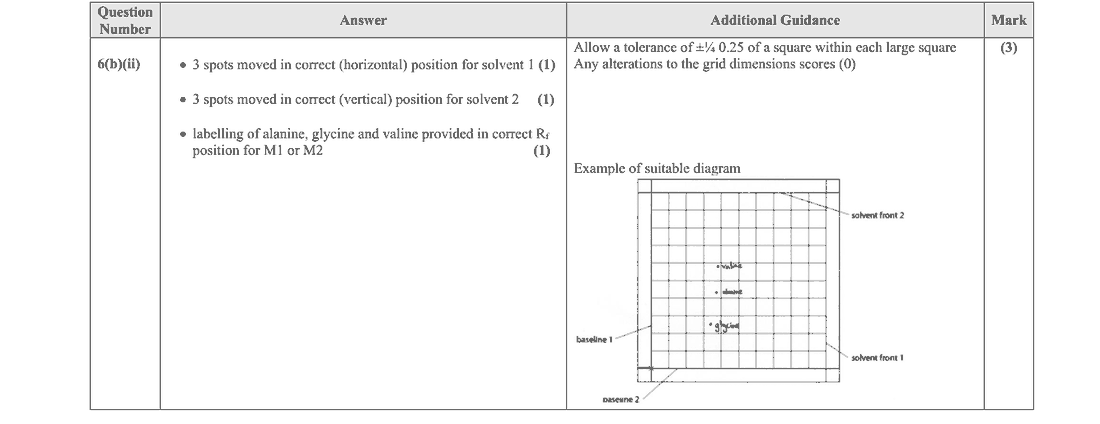 Question Number
Answer
Additional Guidance
Mark
6(b)(ii)
• 3 spots moved in correct (horizontal) position for solvent 1 (1)
• 3 spots moved in correct (vertical) position for solvent 2 (1)
• labelling of alanine, glycine and valine provided in correct Rf
position for M1 or M2
(1)
Allow a tolerance of ±¼ 0.25 of a square within each large square
Any alterations to the grid dimensions scores (0)
Example of suitable diagram
solvent front 2
valine
alanine
glycine
baseline 1
solvent front 1
baseline 2
(3)